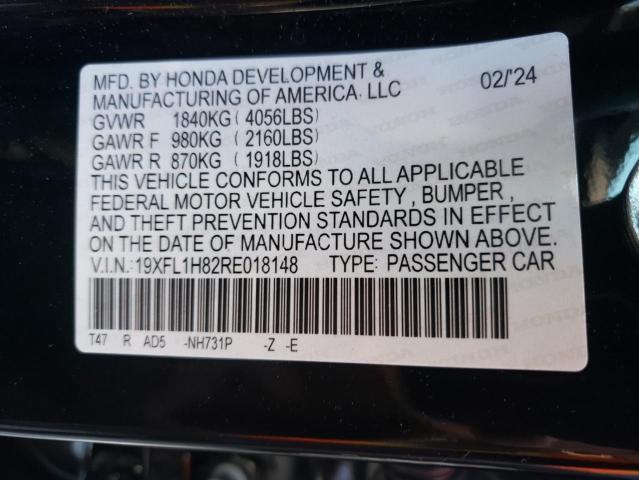 MFD. BY HONDA DEVELOPMENT & 02/'24
MANUFACTURING OF AMERICA, LLC
GVWR 1840KG ( 4056LBS)
GAWR F 980KG ( 2160LBS)
GAWR R 870KG ( 1918LBS)
THIS VEHICLE CONFORMS TO ALL APPLICABLE
FEDERAL MOTOR VEHICLE SAFETY , BUMPER ,
AND THEFT PREVENTION STANDARDS IN EFFECT
ON THE DATE OF MANUFACTURE SHOWN ABOVE.
V.I.N.:19XFL1H82RE018148 TYPE: PASSENGER CAR
T47 R AD5 -NH731P -Z -E